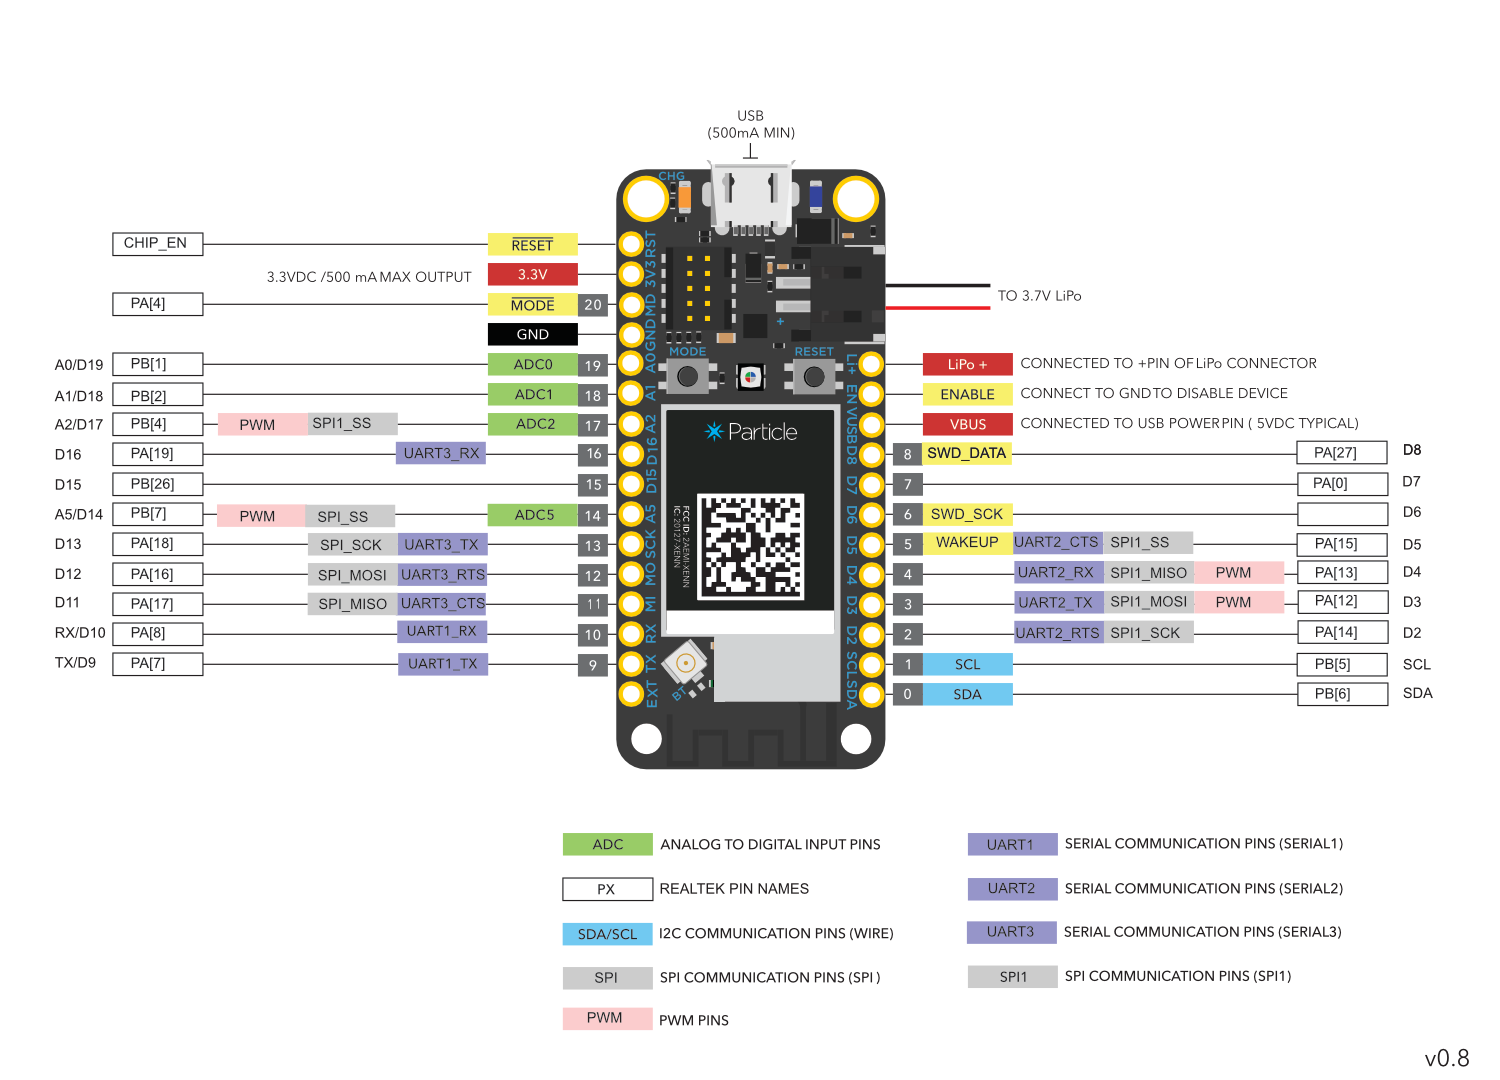 USB
(500mA MIN)
CHG
CHIP_EN RESET RST
3.3VDC /500 mA MAX OUTPUT 3.3V 3V3
PA[4] MODE 20 MD
GND GND
+
TO 3.7V LiPo
MODE RESET
A0/D19 PB[1] ADC0 19 A0
A1/D18 PB[2] ADC1 18 A1
A2/D17 PB[4] PWM SPI1_SS ADC2 17 A2
D16 PA[19] UART3_RX 16 D16
D15 PB[26] 15 D15
A5/D14 PB[7] PWM SPI_SS ADC5 14 A5
D13 PA[18] SPI_SCK UART3_TX 13 SCK
D12 PA[16] SPI_MOSI UART3_RTS 12 MO
D11 PA[17] SPI_MISO UART3_CTS 11 MI
RX/D10 PA[8] UART1_RX 10 RX
TX/D9 PA[7] UART1_TX 9 TX
EXT
BT
Particle
FCC ID: 2AEMI-XENN
IC: 20127-XENN
Li+ LiPo + CONNECTED TO +PIN OF LiPo CONNECTOR
EN ENABLE CONNECT TO GND TO DISABLE DEVICE
VUSB VBUS CONNECTED TO USB POWER PIN ( 5VDC TYPICAL)
D8 8 SWD_DATA PA[27] D8
D7 7 PA[0] D7
D6 6 SWD_SCK D6
D5 5 WAKEUP UART2_CTS SPI1_SS PA[15] D5
D4 4 UART2_RX SPI1_MISO PWM PA[13] D4
D3 3 UART2_TX SPI1_MOSI PWM PA[12] D3
D2 2 UART2_RTS SPI1_SCK PA[14] D2
SCL 1 SCL PB[5] SCL
SDA 0 SDA PB[6] SDA
ADC ANALOG TO DIGITAL INPUT PINS
PX REALTEK PIN NAMES
SDA/SCL I2C COMMUNICATION PINS (WIRE)
SPI SPI COMMUNICATION PINS (SPI )
PWM PWM PINS
UART1 SERIAL COMMUNICATION PINS (SERIAL1)
UART2 SERIAL COMMUNICATION PINS (SERIAL2)
UART3 SERIAL COMMUNICATION PINS (SERIAL3)
SPI1 SPI COMMUNICATION PINS (SPI1)
v0.8